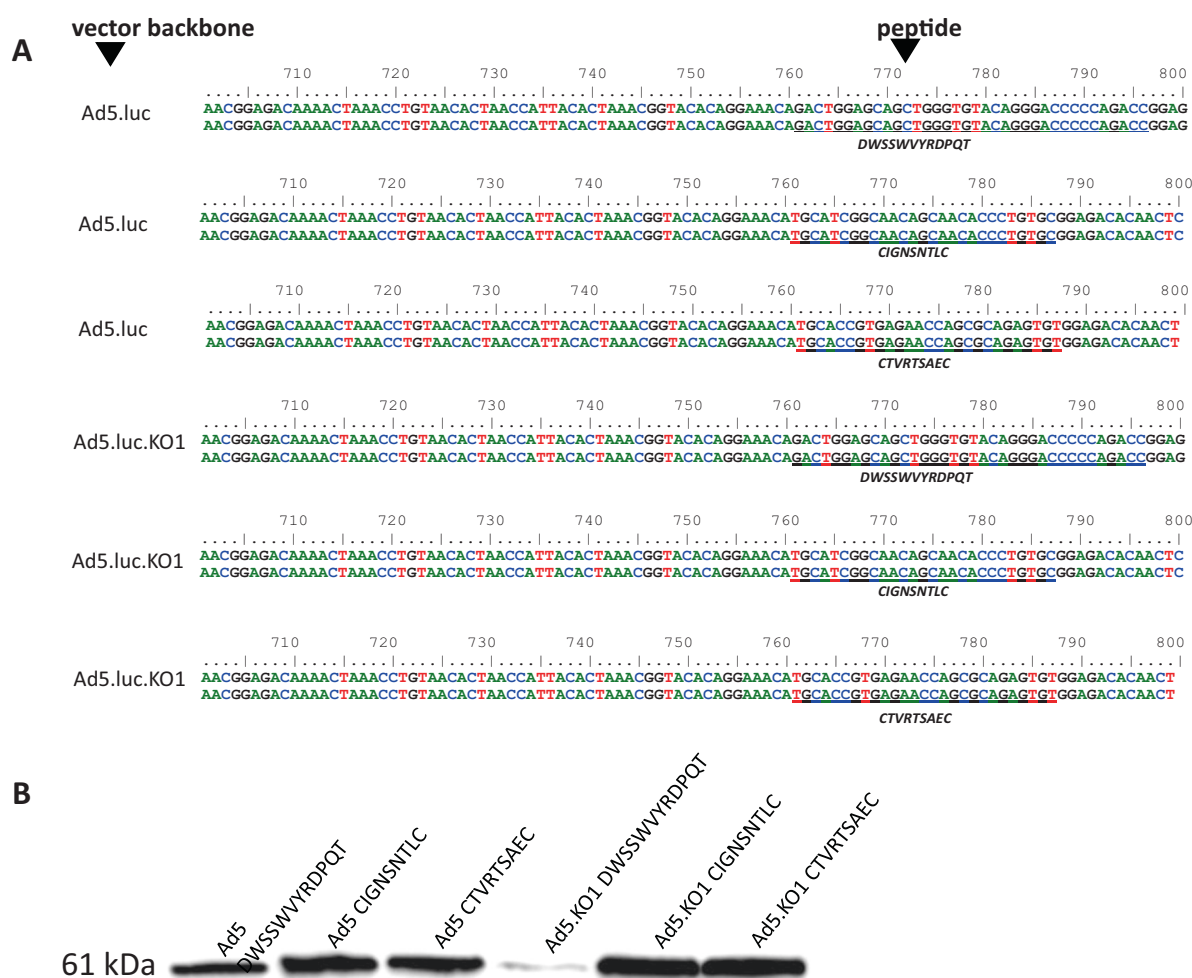 vector backbone
peptide
A
710 720 730 740 750 760 770 780 790 800
Ad5.luc
AACGGAGACAAAACTAAACCTGTAACACTAACCATTACACTAAACGGTACACAGGAAACAGACTGGAGCAGCTGGGTGTACAGGGACCCCCAGACCGGAG
AACGGAGACAAAACTAAACCTGTAACACTAACCATTACACTAAACGGTACACAGGAAACAGACTGGAGCAGCTGGGTGTACAGGGACCCCCAGACCGGAG
DWSSWVYRDPQT
710 720 730 740 750 760 770 780 790 800
Ad5.luc
AACGGAGACAAAACTAAACCTGTAACACTAACCATTACACTAAACGGTACACAGGAAACATGCATCGGCAACAGCAACACCCTGTGCGGAGACACAACTC
AACGGAGACAAAACTAAACCTGTAACACTAACCATTACACTAAACGGTACACAGGAAACATGCATCGGCAACAGCAACACCCTGTGCGGAGACACAACTC
CIGNSNTLC
710 720 730 740 750 760 770 780 790 800
Ad5.luc
AACGGAGACAAAACTAAACCTGTAACACTAACCATTACACTAAACGGTACACAGGAAACATGCACCGTGAGAACCAGCGCAGAGTGTGGAGACACAACT
AACGGAGACAAAACTAAACCTGTAACACTAACCATTACACTAAACGGTACACAGGAAACATGCACCGTGAGAACCAGCGCAGAGTGTGGAGACACAACT
CTVRTSAEC
710 720 730 740 750 760 770 780 790 800
Ad5.luc.KO1
AACGGAGACAAAACTAAACCTGTAACACTAACCATTACACTAAACGGTACACAGGAAACAGACTGGAGCAGCTGGGTGTACAGGGACCCCCAGACCGGAG
AACGGAGACAAAACTAAACCTGTAACACTAACCATTACACTAAACGGTACACAGGAAACAGACTGGAGCAGCTGGGTGTACAGGGACCCCCAGACCGGAG
DWSSWVYRDPQT
710 720 730 740 750 760 770 780 790 800
Ad5.luc.KO1
AACGGAGACAAAACTAAACCTGTAACACTAACCATTACACTAAACGGTACACAGGAAACATGCATCGGCAACAGCAACACCCTGTGCGGAGACACAACTC
AACGGAGACAAAACTAAACCTGTAACACTAACCATTACACTAAACGGTACACAGGAAACATGCATCGGCAACAGCAACACCCTGTGCGGAGACACAACTC
CIGNSNTLC
710 720 730 740 750 760 770 780 790 800
Ad5.luc.KO1
AACGGAGACAAAACTAAACCTGTAACACTAACCATTACACTAAACGGTACACAGGAAACATGCACCGTGAGAACCAGCGCAGAGTGTGGAGACACAACT
AACGGAGACAAAACTAAACCTGTAACACTAACCATTACACTAAACGGTACACAGGAAACATGCACCGTGAGAACCAGCGCAGAGTGTGGAGACACAACT
CTVRTSAEC
B
Ad5
DWSSWVYRDPQT
Ad5 CIGNSNTLC
Ad5 CTVRTSAEC
Ad5.KO1 DWSSWVYRDPQT
Ad5.KO1 CIGNSNTLC
Ad5.KO1 CTVRTSAEC
61 kDa